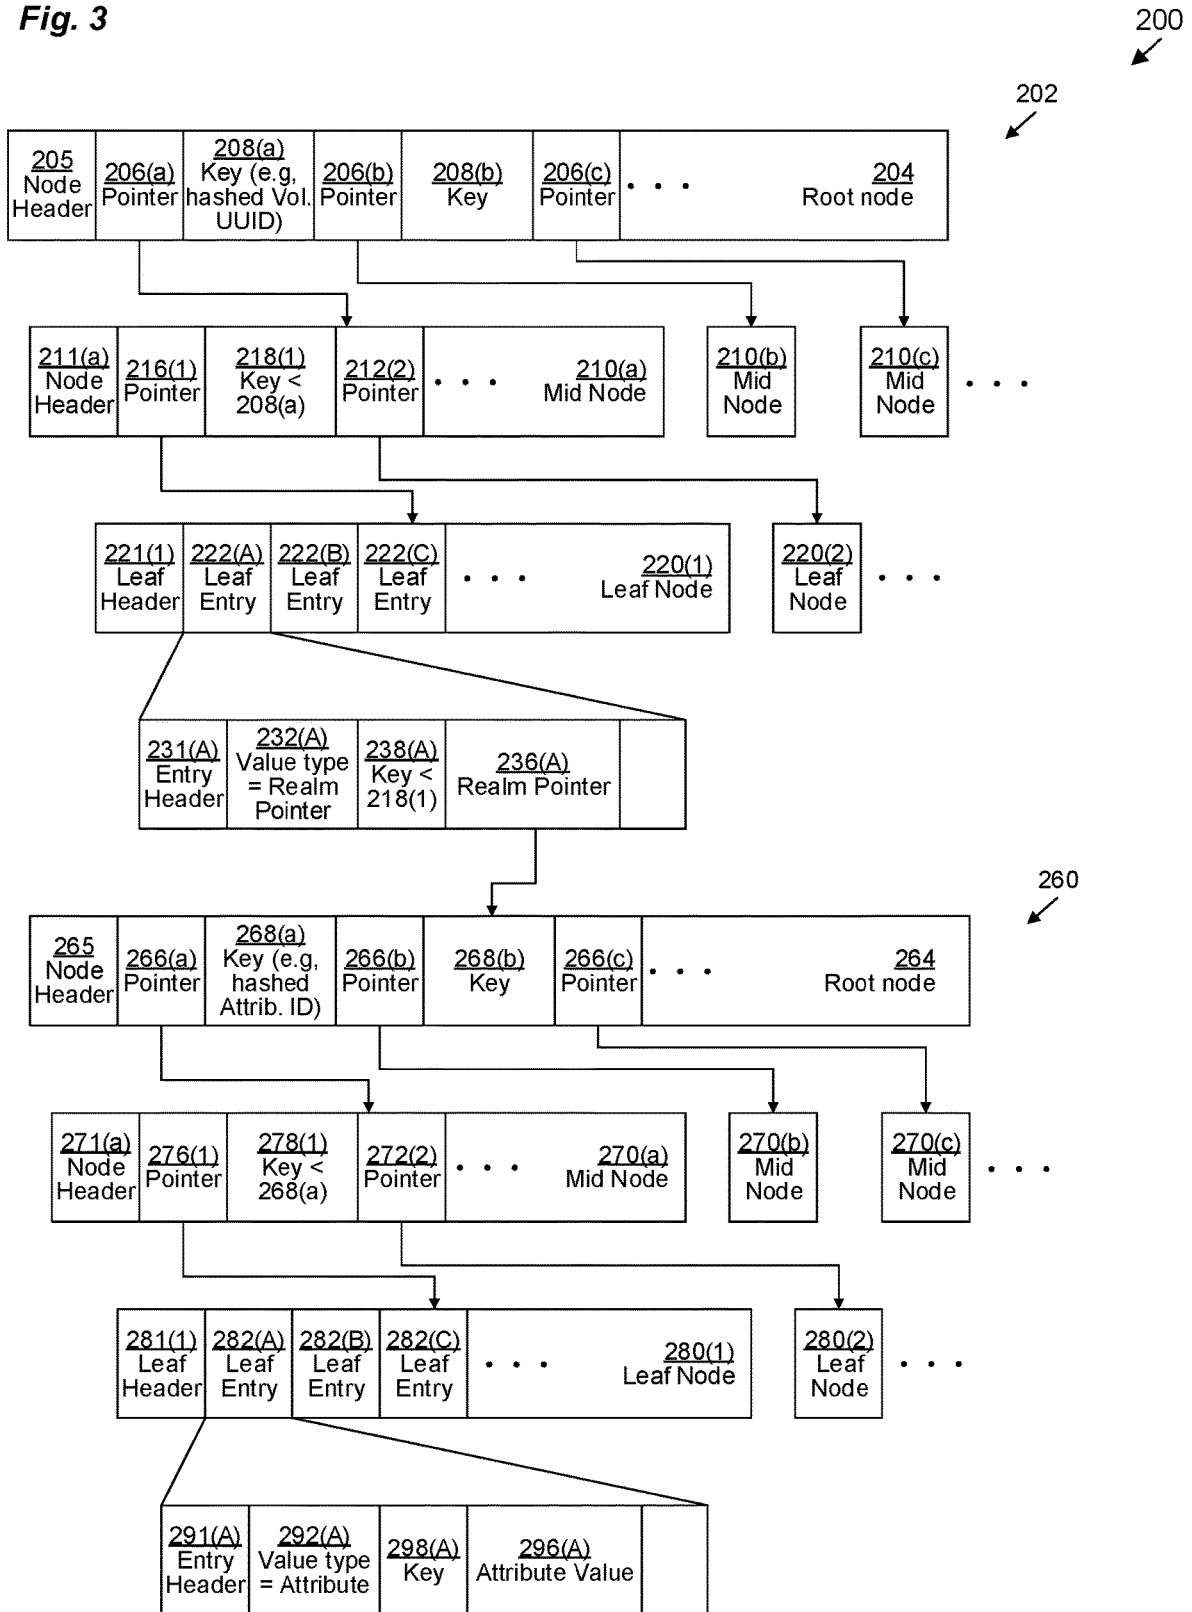 Fig. 3
200
202
205
Node
Header
206(a)
Pointer
208(a)
Key (e.g,
hashed Vol.
UUID)
206(b)
Pointer
208(b)
Key
206(c)
Pointer
• • •
204
Root node
211(a)
Node
Header
216(1)
Pointer
218(1)
Key <
208(a)
212(2)
Pointer
• • •
210(a)
Mid Node
210(b)
Mid
Node
210(c)
Mid
Node
• • •
221(1)
Leaf
Header
222(A)
Leaf
Entry
222(B)
Leaf
Entry
222(C)
Leaf
Entry
• • •
220(1)
Leaf Node
220(2)
Leaf
Node
• • •
231(A)
Entry
Header
232(A)
Value type
= Realm
Pointer
238(A)
Key <
218(1)
236(A)
Realm Pointer
260
265
Node
Header
266(a)
Pointer
268(a)
Key (e.g,
hashed
Attrib. ID)
266(b)
Pointer
268(b)
Key
266(c)
Pointer
• • •
264
Root node
271(a)
Node
Header
276(1)
Pointer
278(1)
Key <
268(a)
272(2)
Pointer
• • •
270(a)
Mid Node
270(b)
Mid
Node
270(c)
Mid
Node
• • •
281(1)
Leaf
Header
282(A)
Leaf
Entry
282(B)
Leaf
Entry
282(C)
Leaf
Entry
• • •
280(1)
Leaf Node
280(2)
Leaf
Node
• • •
291(A)
Entry
Header
292(A)
Value type
= Attribute
298(A)
Key
296(A)
Attribute Value